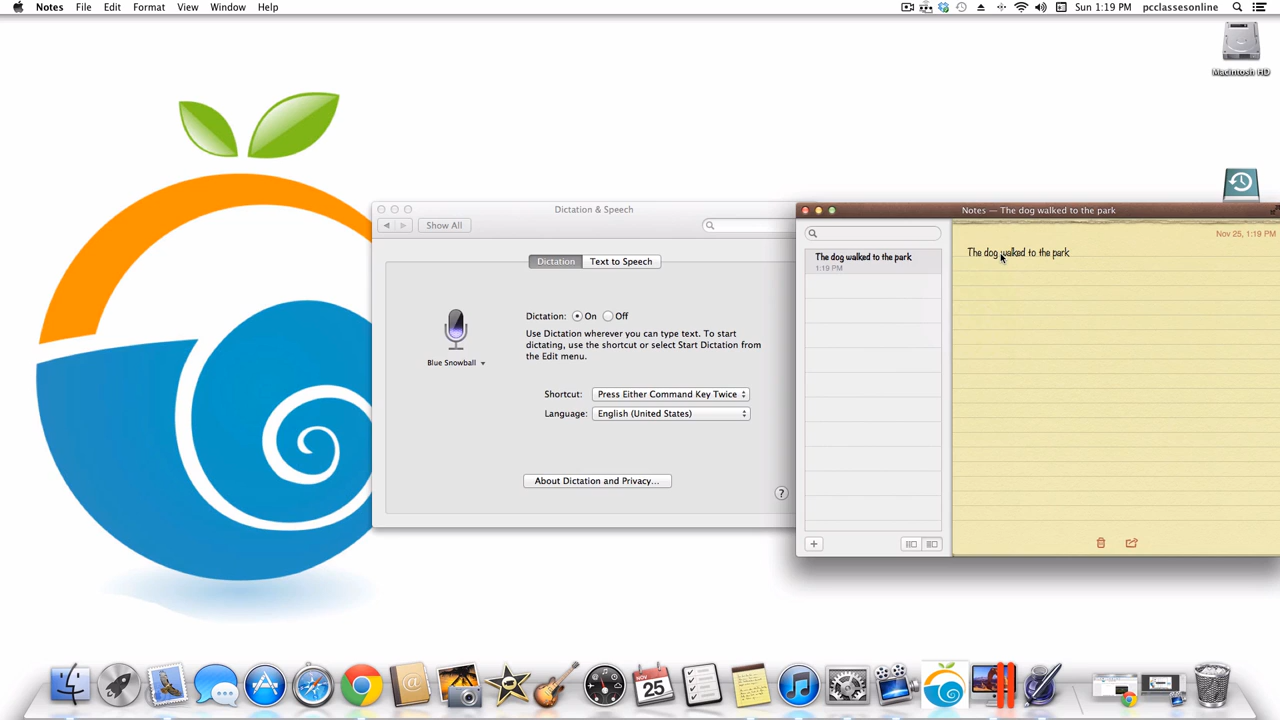 Notes File Edit Format View Window Help Sun 1:19 PM pcclassesonline
Macintosh HD
Dictation & Speech
Show All
Dictation Text to Speech
Dictation: On Off
Use Dictation wherever you can type text. To start
dictating, use the shortcut or select Start Dictation from
the Edit menu.
Blue Snowball
Shortcut: Press Either Command Key Twice
Language: English (United States)
About Dictation and Privacy...
?
Notes — The dog walked to the park
Nov 25, 1:19 PM
The dog walked to the park
1:19 PM
The dog walked to the park
NOV
25